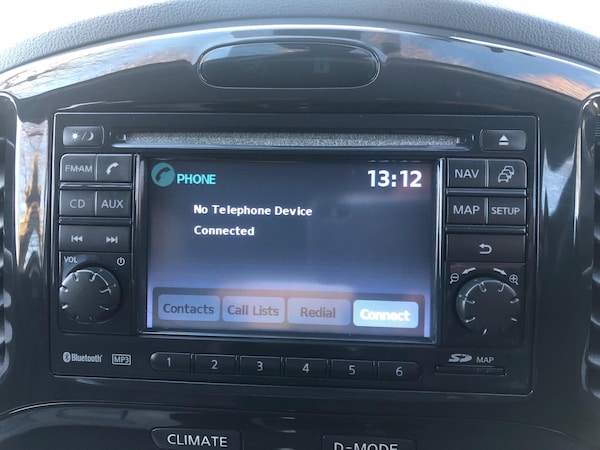 FM·AM
CD AUX
VOL
PHONE 13:12
No Telephone Device
Connected
Contacts Call Lists Redial Connect
NAV
MAP SETUP
Bluetooth MP3 1 2 3 4 5 6 SD MAP
CLIMATE D-MODE